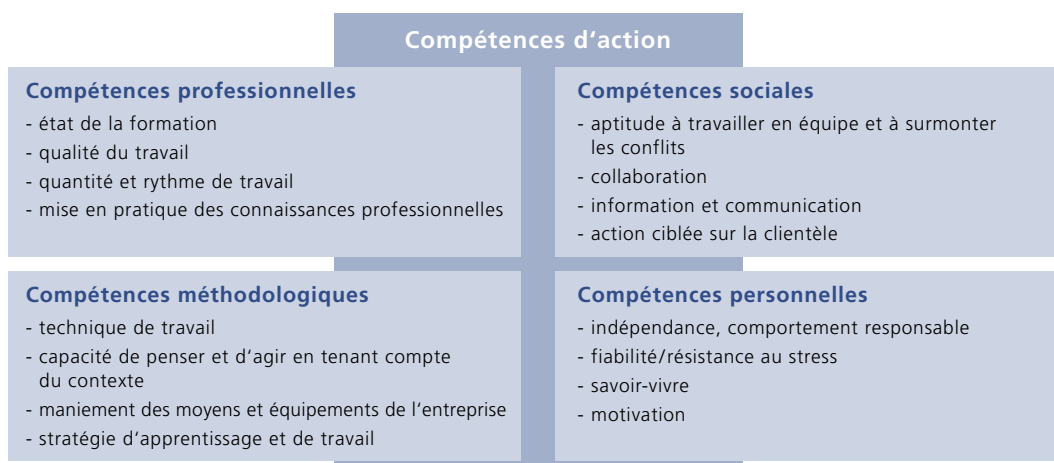 Compétences d‘action
Compétences professionnelles
- état de la formation
- qualité du travail
- quantité et rythme de travail
- mise en pratique des connaissances professionnelles
Compétences sociales
- aptitude à travailler en équipe et à surmonter
les conflits
- collaboration
- information et communication
- action ciblée sur la clientèle
Compétences méthodologiques
- technique de travail
- capacité de penser et d‘agir en tenant compte
du contexte
- maniement des moyens et équipements de l‘entreprise
- stratégie d‘apprentissage et de travail
Compétences personnelles
- indépendance, comportement responsable
- fiabilité/résistance au stress
- savoir-vivre
- motivation